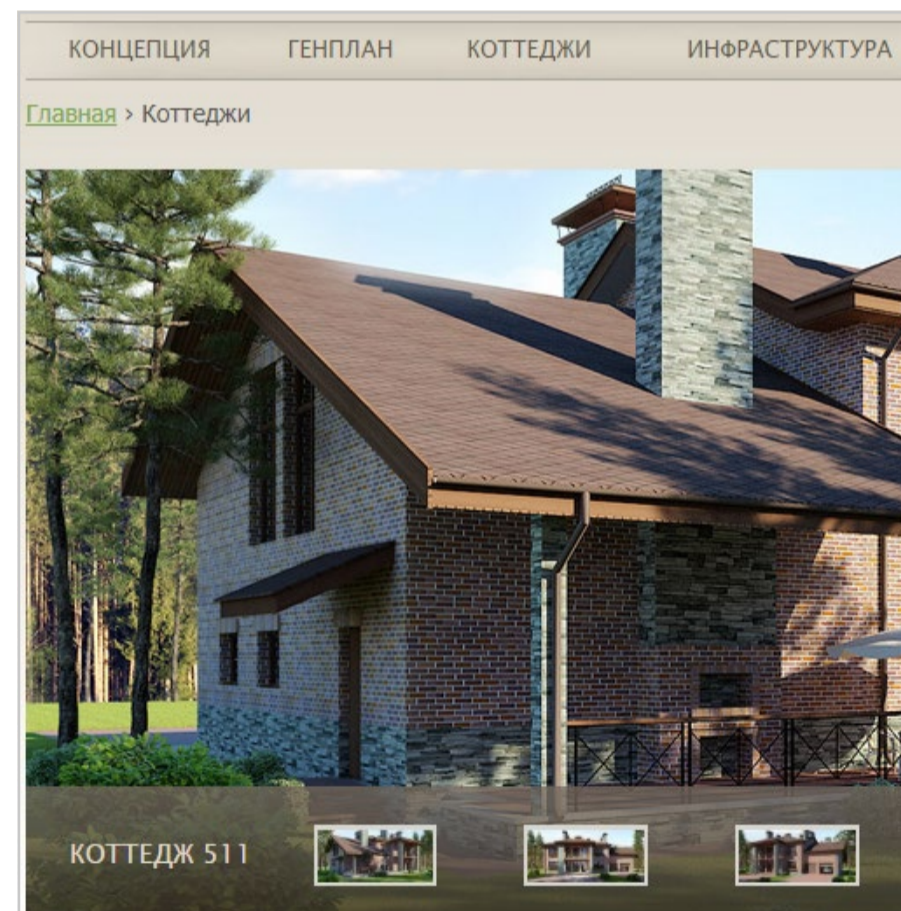 КОНЦЕПЦИЯ ГЕНПЛАН КОТТЕДЖИ ИНФРАСТРУКТУРА
Главная › Коттеджи
КОТТЕДЖ 511